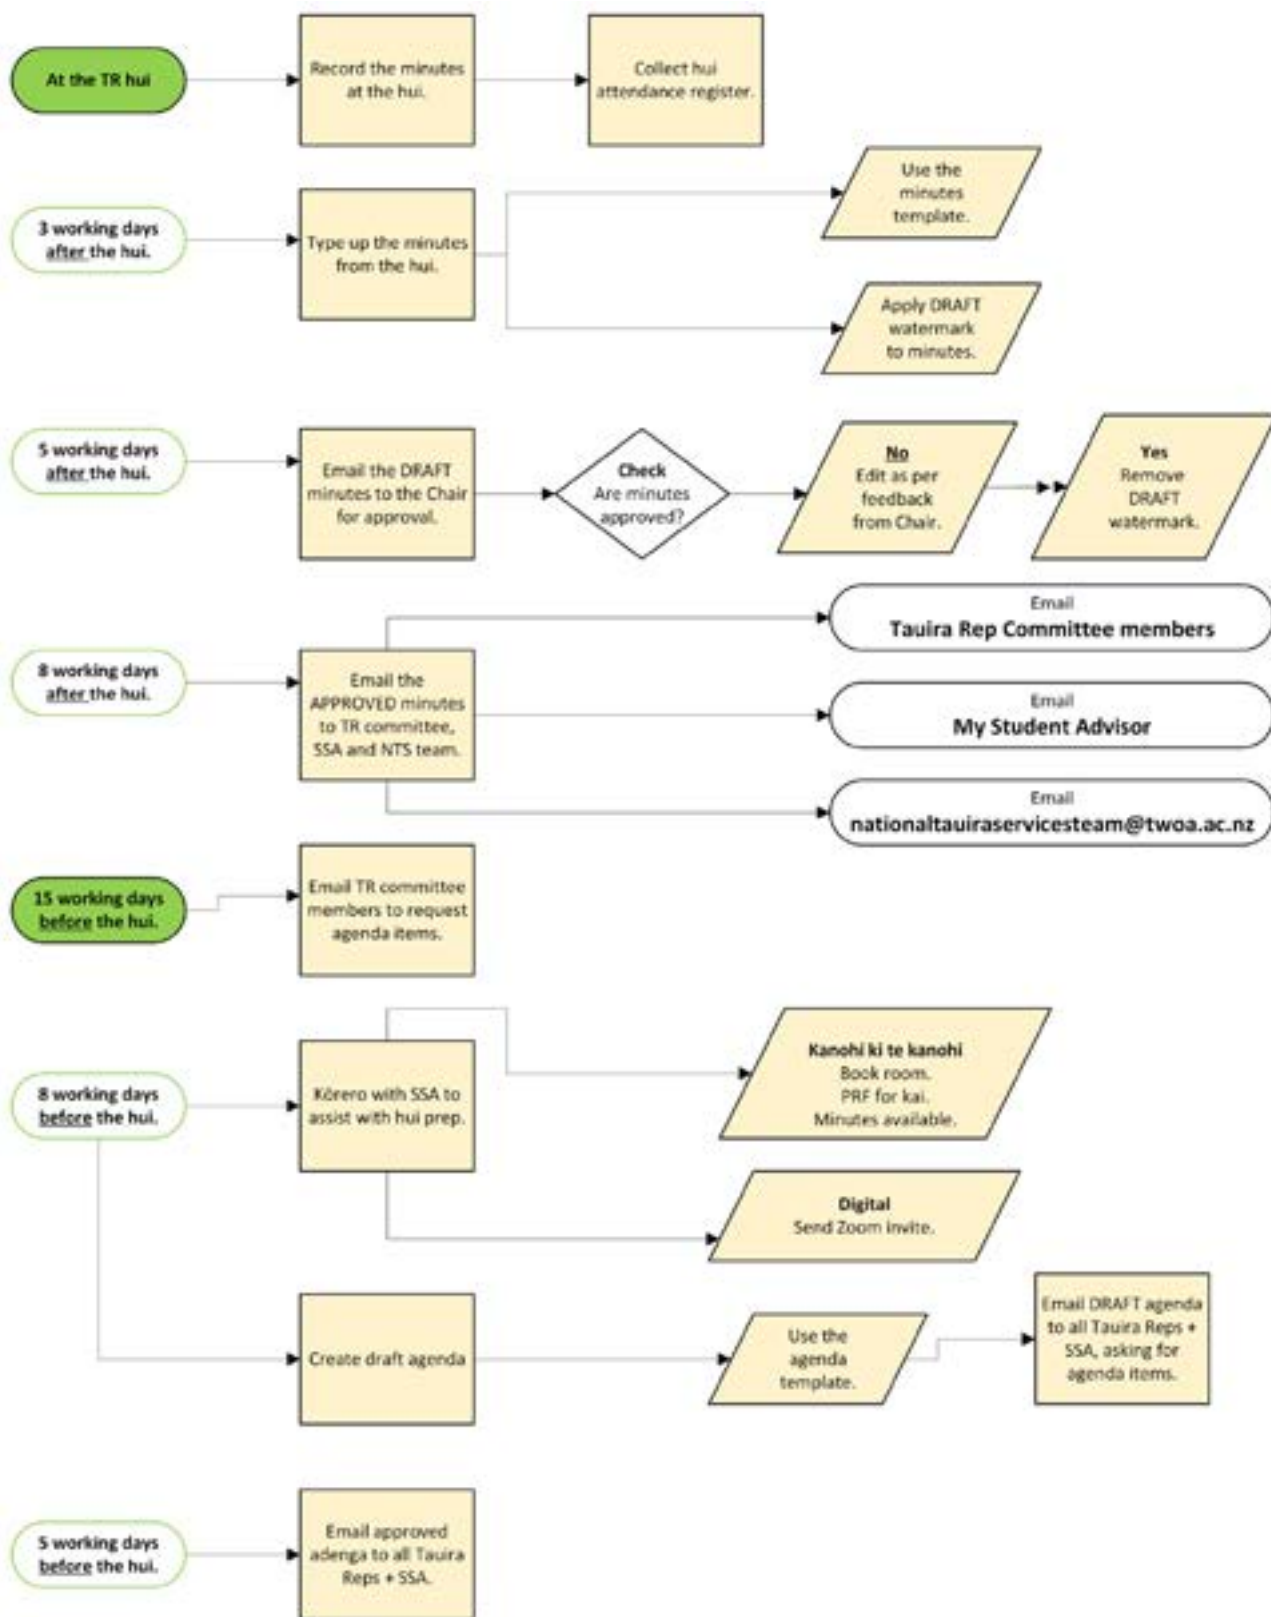 At the TR hui
Record the minutes
at the hui.
Collect hui
attendance register.
3 working days
after the hui.
Type up the minutes
from the hui.
Use the
minutes
template.
Apply DRAFT
watermark
to minutes.
5 working days
after the hui.
Email the DRAFT
minutes to the Chair
for approval.
Check
Are minutes
approved?
No
Edit as per
feedback
from Chair.
Yes
Remove
DRAFT
watermark.
8 working days
after the hui.
Email the
APPROVED minutes
to TR committee,
SSA and NTS team.
Email
Tauira Rep Committee members
Email
My Student Advisor
Email
nationaltauiraservicesteam@twoa.ac.nz
15 working days
before the hui.
Email TR committee
members to request
agenda items.
8 working days
before the hui.
Kōrero with SSA to
assist with hui prep.
Kanohi ki te kanohi
Book room.
PRF for kai.
Minutes available.
Digital
Send Zoom invite.
Create draft agenda
Use the
agenda
template.
Email DRAFT agenda
to all Tauira Reps +
SSA, asking for
agenda items.
5 working days
before the hui.
Email approved
adenga to all Tauira
Reps + SSA.